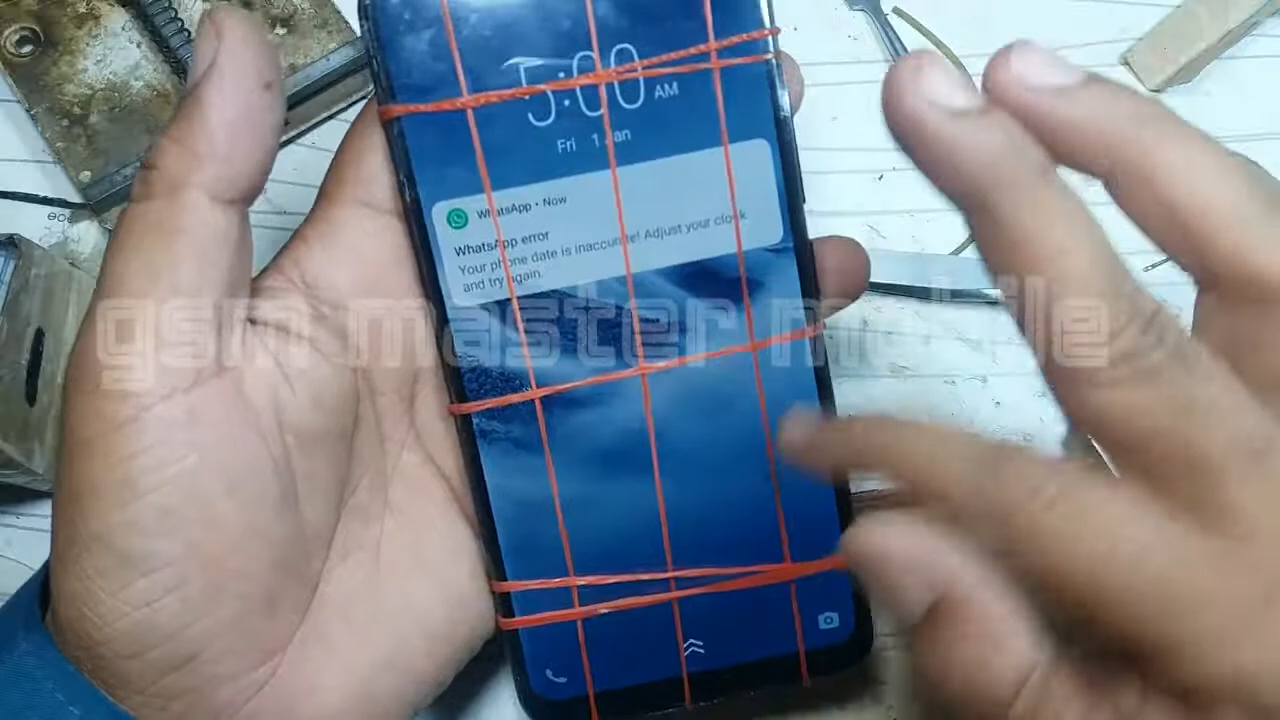 5:00 AM
Fri 1 Jan
WhatsApp • Now
WhatsApp error
Your phone date is inaccurate! Adjust your clock
and try again.
gsm master mobile